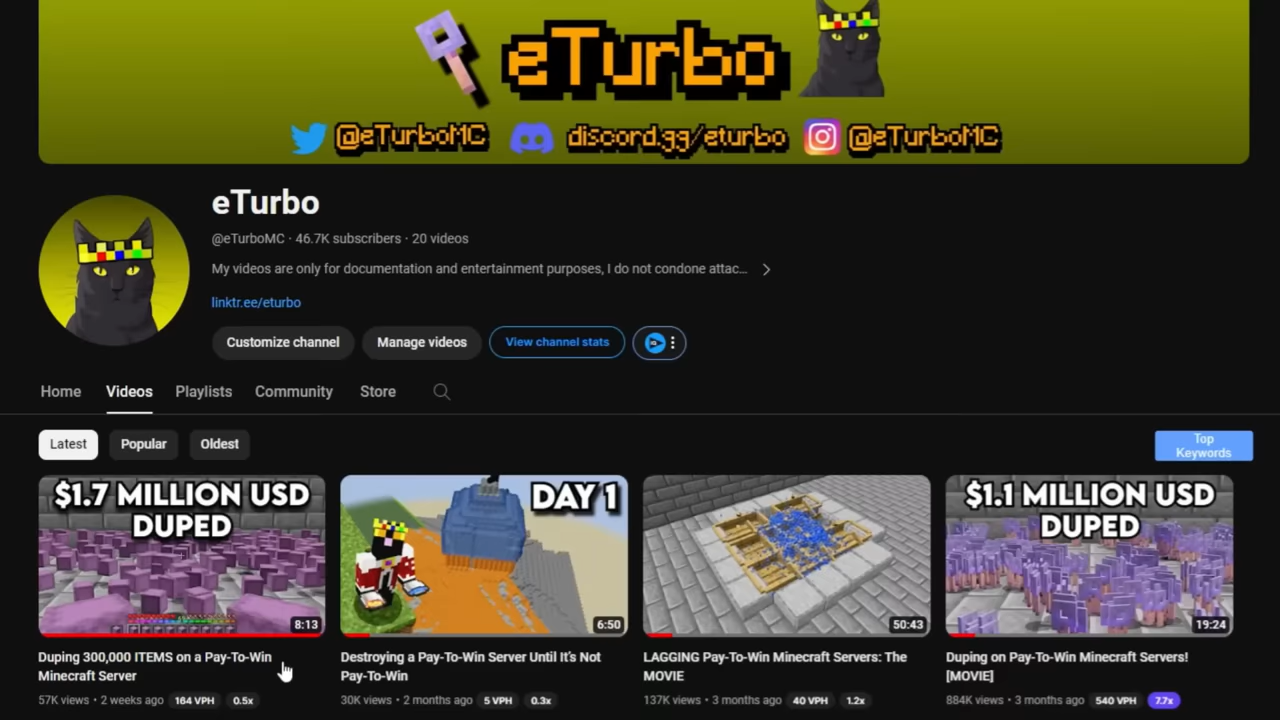 eTurbo
@eTurboMC
discord.gg/eturbo
@eTurboMC
eTurbo
@eTurboMC · 46.7K subscribers · 20 videos
My videos are only for documentation and entertainment purposes, I do not condone attac...
linktr.ee/eturbo
Customize channel
Manage videos
View channel stats
Home
Videos
Playlists
Community
Store
Latest
Popular
Oldest
Top
Keywords
$1.7 MILLION USD
DUPED
8:13
Duping 300,000 ITEMS on a Pay-To-Win
Minecraft Server
57K views · 2 weeks ago 164 VPH 0.5x
DAY 1
6:50
Destroying a Pay-To-Win Server Until It's Not
Pay-To-Win
30K views · 2 months ago 5 VPH 0.3x
50:43
LAGGING Pay-To-Win Minecraft Servers: The
MOVIE
137K views · 3 months ago 40 VPH 1.2x
$1.1 MILLION USD
DUPED
19:24
Duping on Pay-To-Win Minecraft Servers!
[MOVIE]
884K views · 3 months ago 540 VPH 7.7x